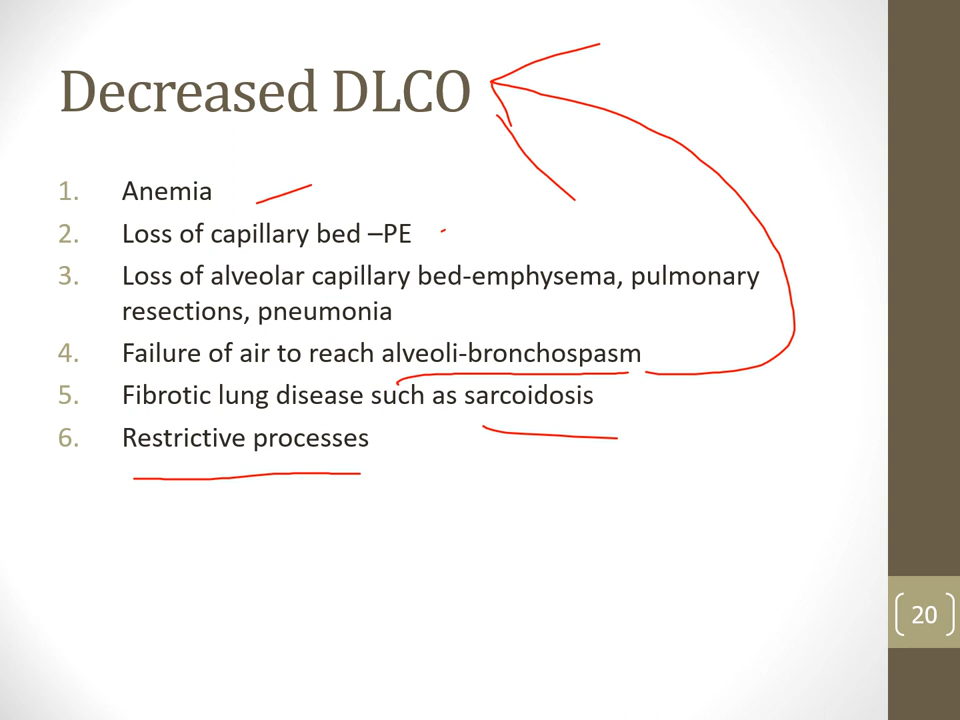 Decreased DLCO
1. Anemia
2. Loss of capillary bed –PE
3. Loss of alveolar capillary bed-emphysema, pulmonary
resections, pneumonia
4. Failure of air to reach alveoli-bronchospasm
5. Fibrotic lung disease such as sarcoidosis
6. Restrictive processes
20